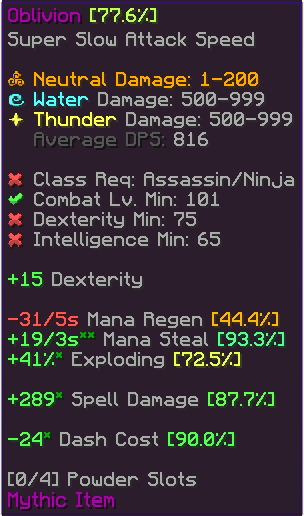 Oblivion [77.6%]
Super Slow Attack Speed
Neutral Damage: 1-200
Water Damage: 500-999
Thunder Damage: 500-999
Average DPS: 816
✖ Class Req: Assassin/Ninja
✔ Combat Lv. Min: 101
✖ Dexterity Min: 75
✖ Intelligence Min: 65
+15 Dexterity
-31/5s Mana Regen [44.4%]
+19/3s** Mana Steal [93.3%]
+41%* Exploding [72.5%]
+289* Spell Damage [87.7%]
-24* Dash Cost [90.0%]
[0/4] Powder Slots
Mythic Item